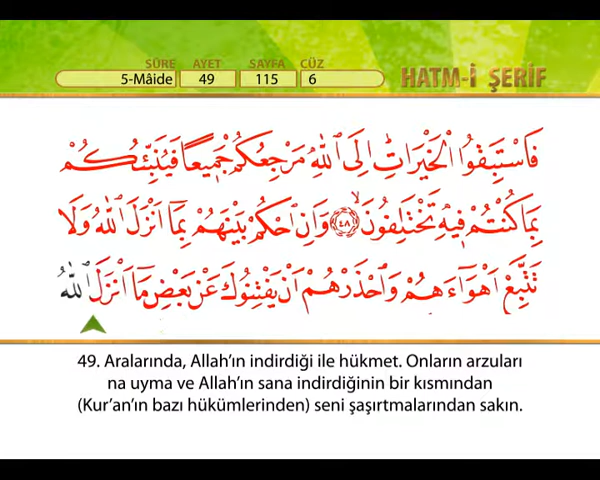 SÛRE AYET SAYFA CÜZ
5-Mâide 49 115 6 HATM-İ ŞERİF
فَاسْتَبِقُوا الْخَيْرَاتِ اِلَى اللّٰهِ مَرْجِعُكُمْ جَمٖيعًا فَيُنَبِّئُكُمْ
بِمَا كُنْتُمْ فٖيهِ تَخْتَلِفُونَۙ ﴿٤٨﴾ وَاَنِ احْكُمْ بَيْنَهُمْ بِمَٓا اَنْزَلَ اللّٰهُ وَلَا
تَتَّبِعْ اَهْوَٓاءَهُمْ وَاحْذَرْهُمْ اَنْ يَفْتِنُوكَ عَنْ بَعْضِ مَٓا اَنْزَلَ اللّٰهُ
49. Aralarında, Allah’ın indirdiği ile hükmet. Onların arzuları
na uyma ve Allah’ın sana indirdiğinin bir kısmından
(Kur’an’ın bazı hükümlerinden) seni şaşırtmalarından sakın.